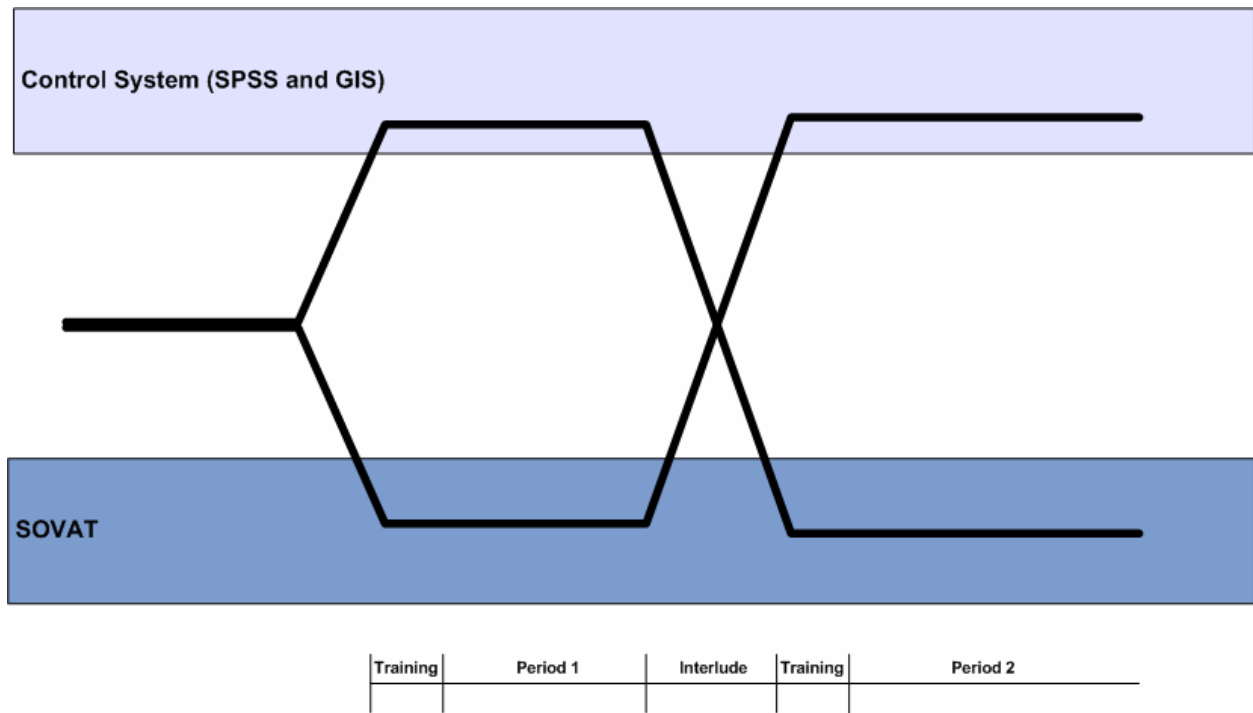 Control System (SPSS and GIS)
SOVAT
Training Period 1 Interlude Training Period 2